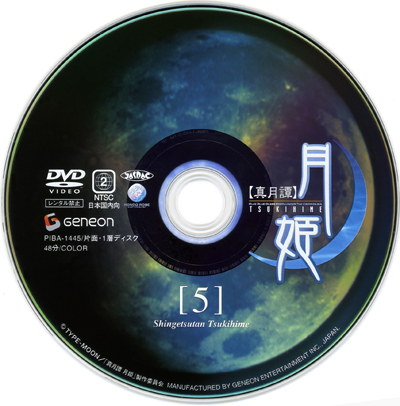 DVD
VIDEO
2
NTSC
日本国内向
レンタル禁止
Geneon
PIBA-1445/片面・1層ディスク
48分/COLOR
【真月譚】
月姫
TSUKIHIME
[5]
Shingetsutan Tsukihime
©TYPE-MOON/「真月譚 月姫」製作委員会 MANUFACTURED BY GENEON ENTERTAINMENT INC. JAPAN.